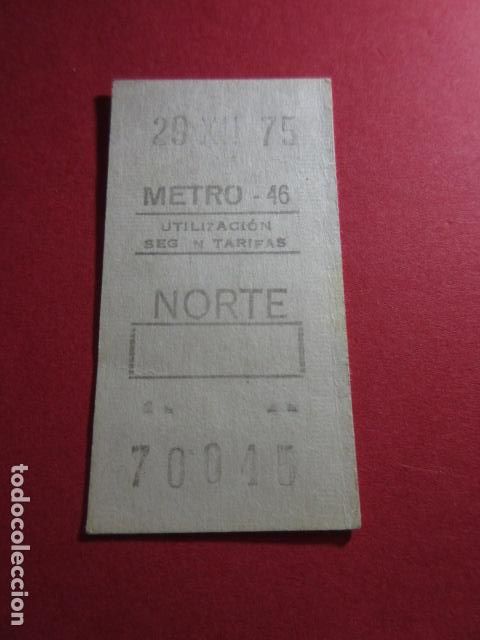 29 XII 75
METRO - 46
UTILIZACIÓN
SEG N TARIFAS
NORTE
70045
todocoleccion